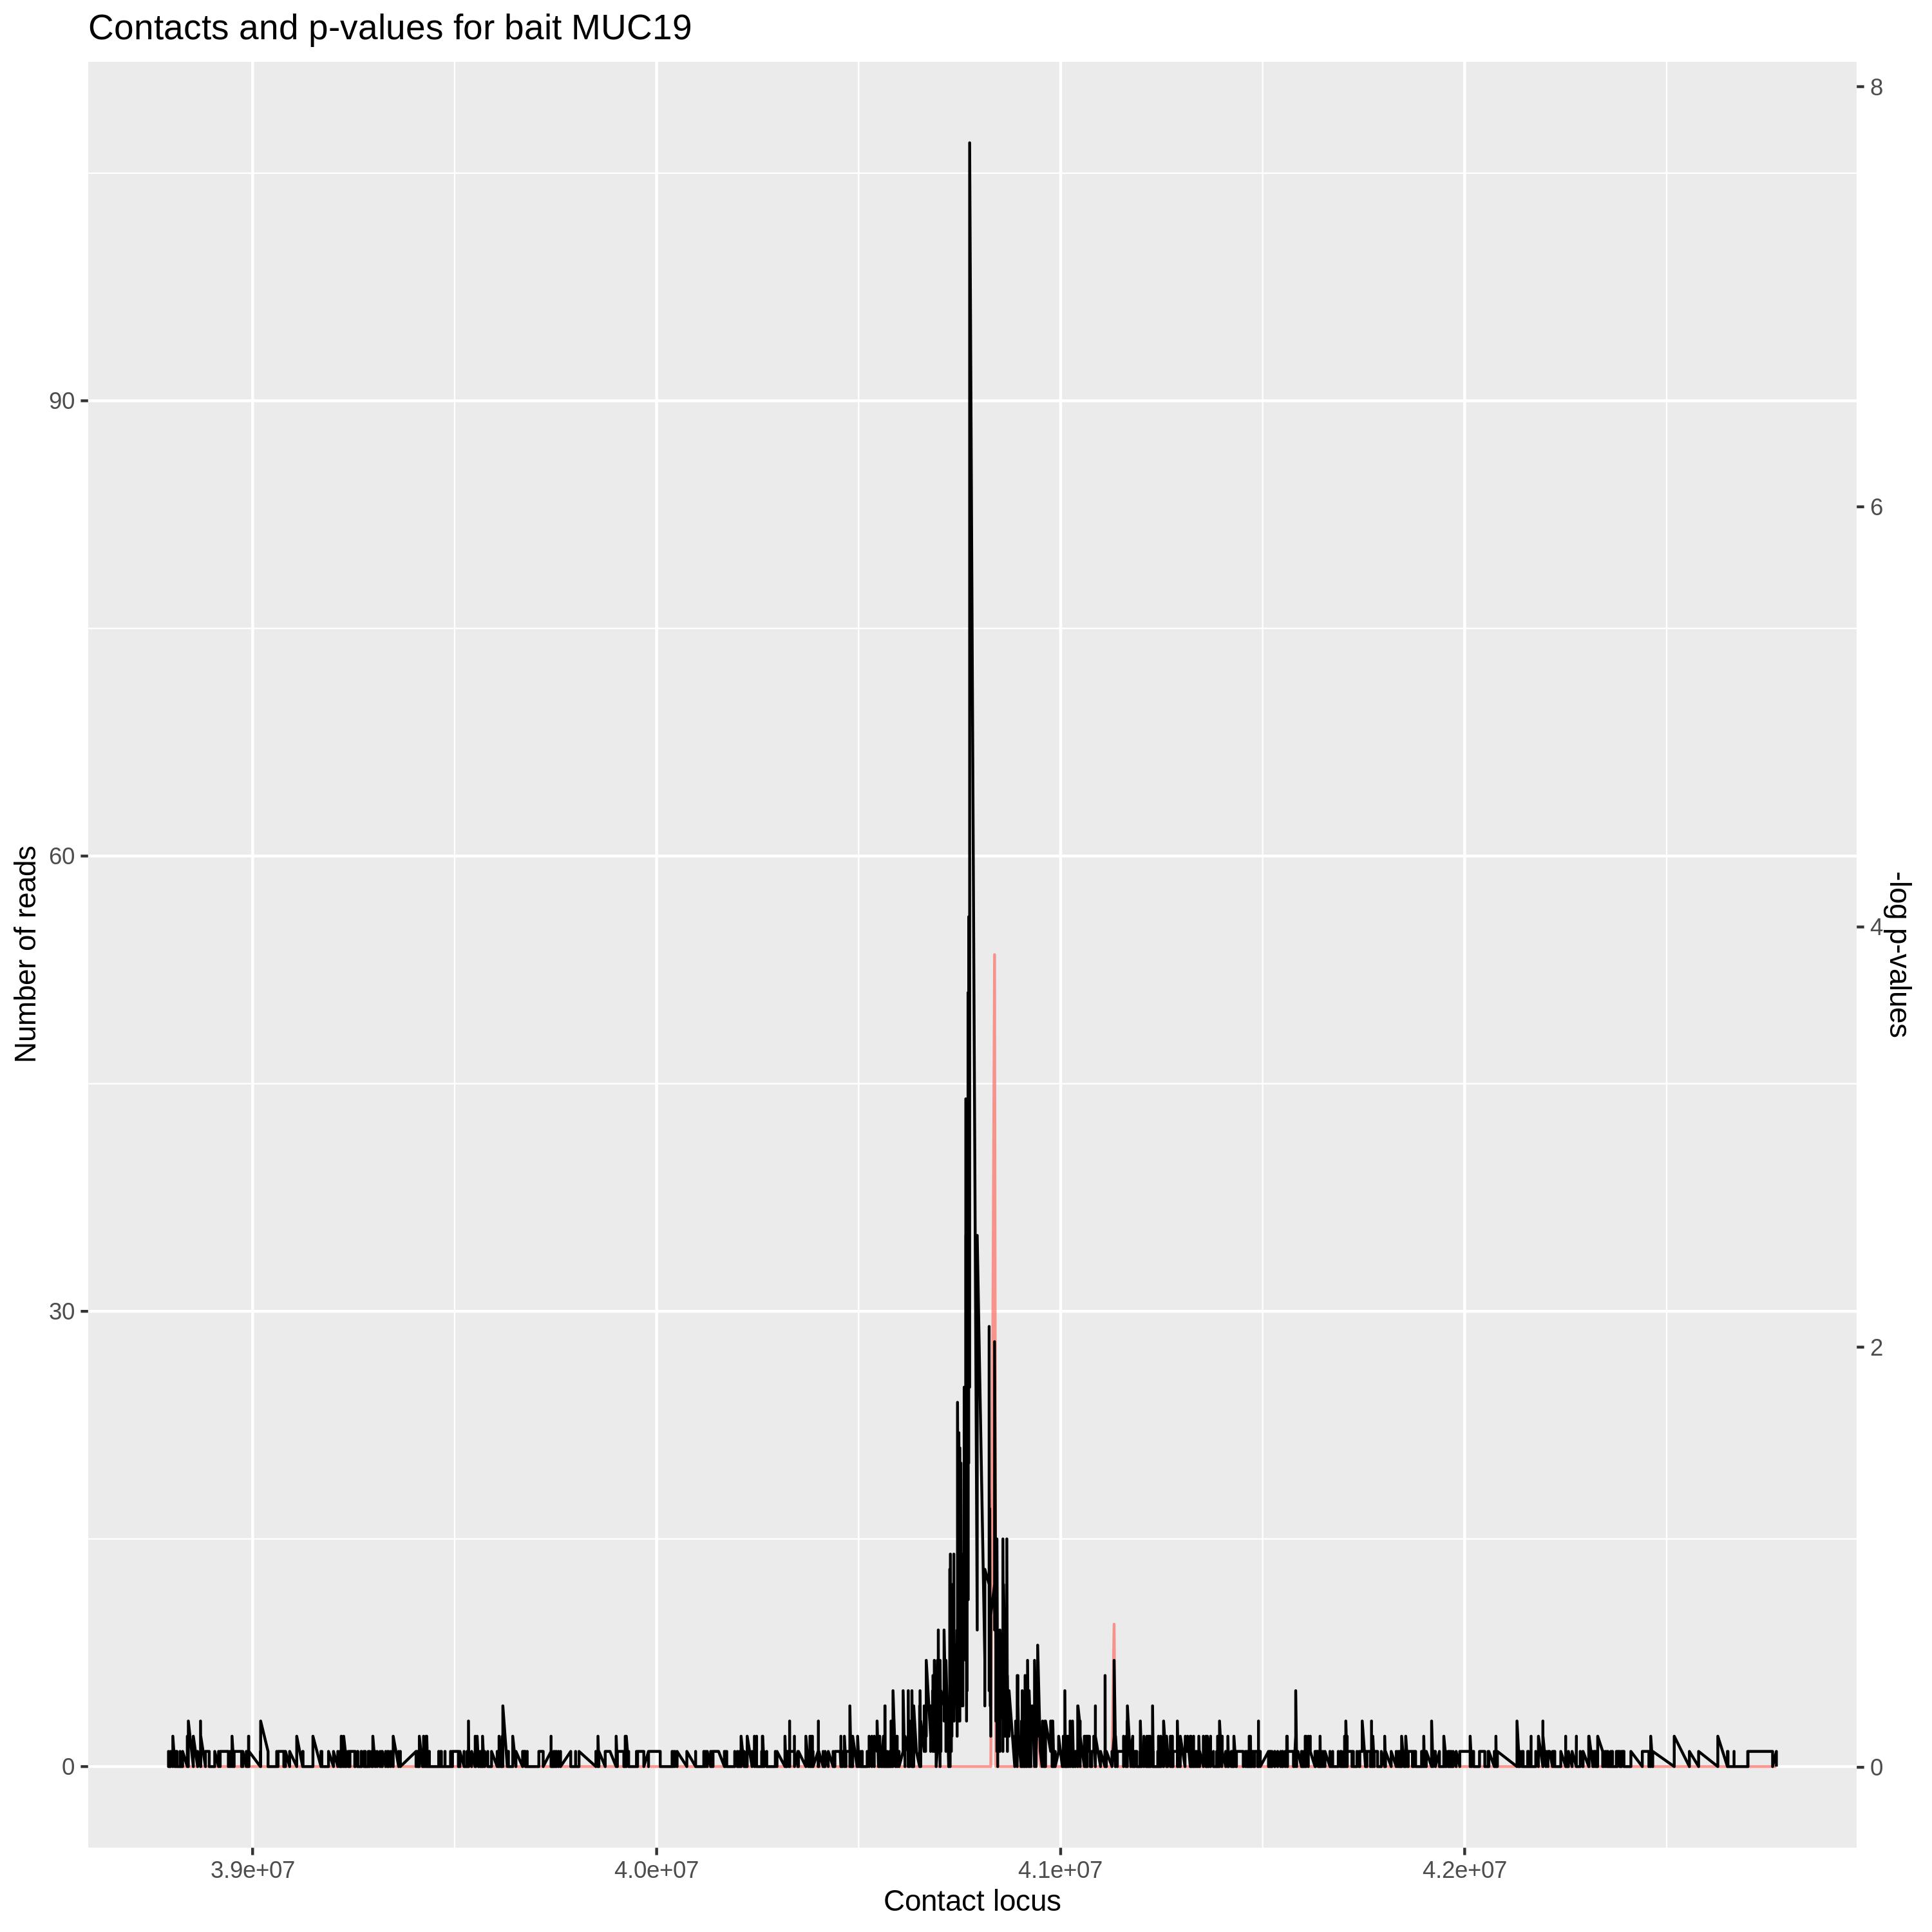 Contacts and p-values for bait MUC19
8
90
6
60
4
30
2
0
0
Number of reads
-log p-values
3.9e+07
4.0e+07
4.1e+07
4.2e+07
Contact locus